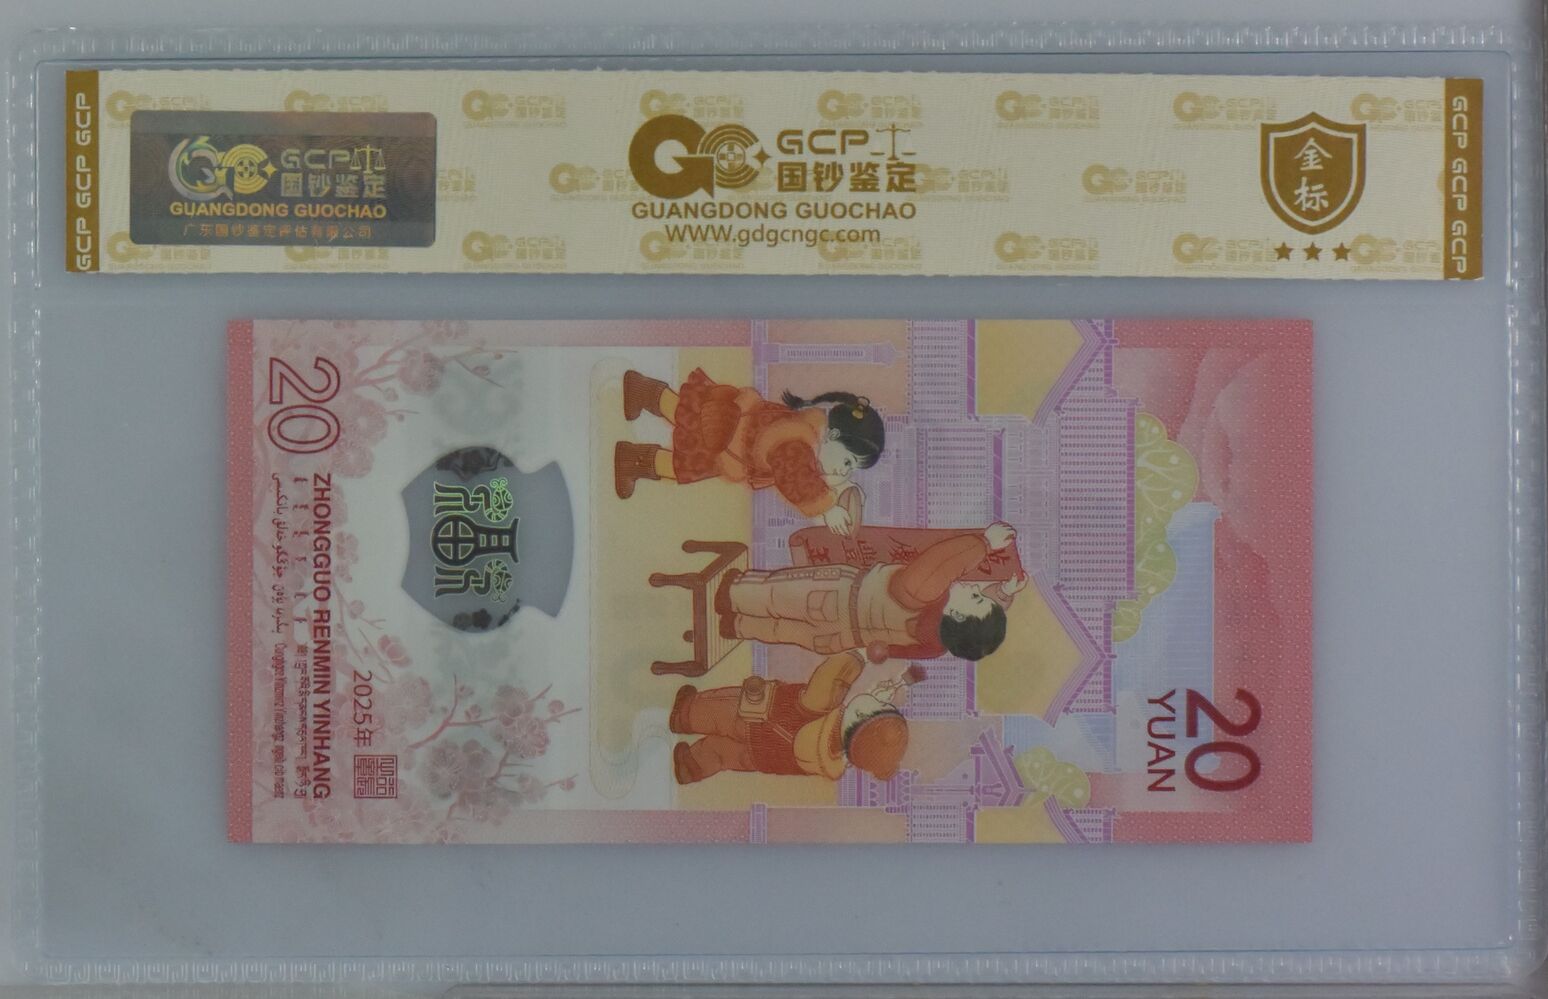 GCP GCP GCP
GCP
国钞鉴定
GUANGDONG GUOCHAO
广东国钞鉴定评估有限公司
GCP
国钞鉴定
GUANGDONG GUOCHAO
WWW.gdgcngc.com
金
标
GCP GCP GCP
20
ZHONGGUO RENMIN YINHANG
2025年
20
YUAN